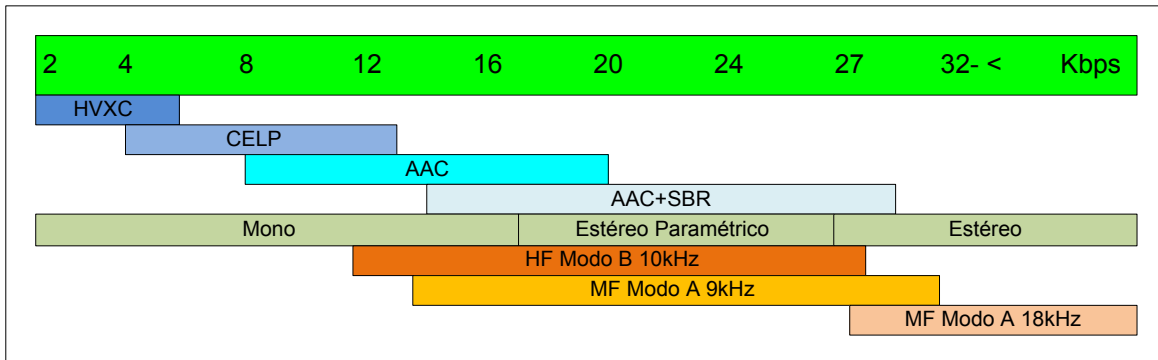 2 4 8 12 16 20 24 27 32- < Kbps
HVXC
CELP
AAC
AAC+SBR
Mono Estéreo Paramétrico Estéreo
HF Modo B 10kHz
MF Modo A 9kHz
MF Modo A 18kHz